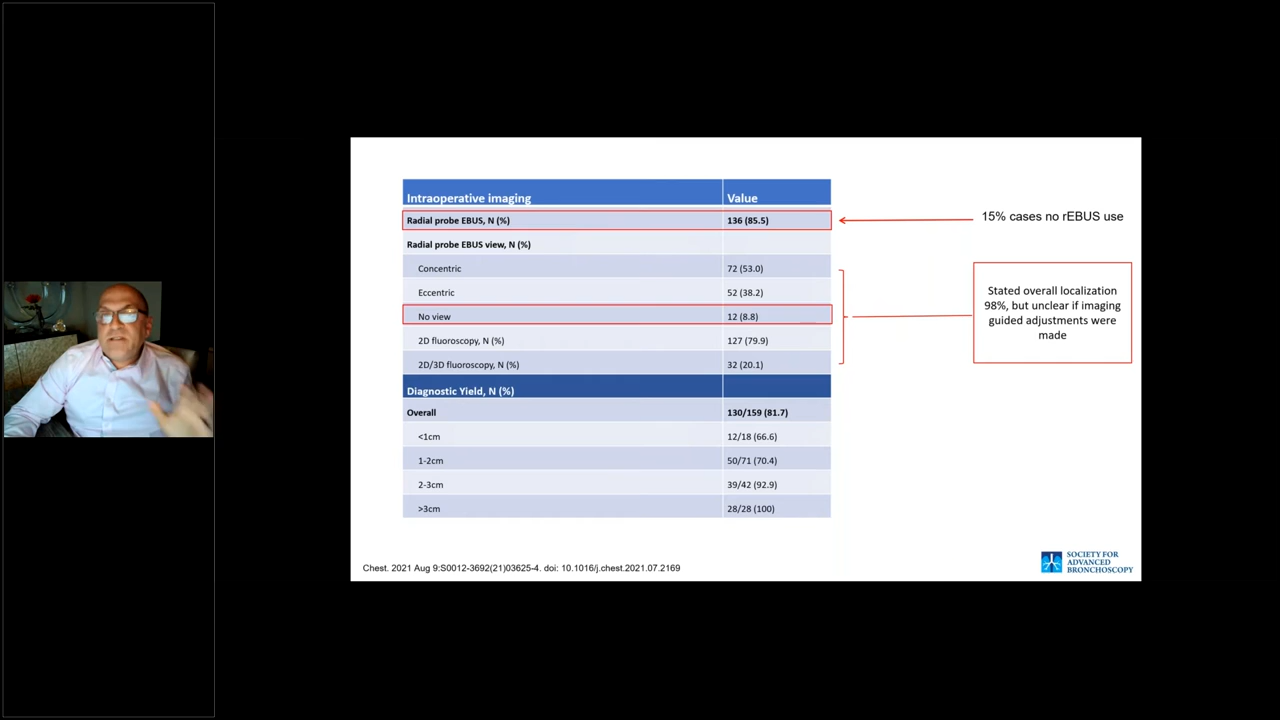 Intraoperative imaging Value
Radial probe EBUS, N (%) 136 (85.5)
Radial probe EBUS view, N (%)
Concentric 72 (53.0)
Eccentric 52 (38.2)
No view 12 (8.8)
2D fluoroscopy, N (%) 127 (79.9)
2D/3D fluoroscopy, N (%) 32 (20.1)
Diagnostic Yield, N (%)
Overall 130/159 (81.7)
<1cm 12/18 (66.6)
1-2cm 50/71 (70.4)
2-3cm 39/42 (92.9)
>3cm 28/28 (100)
15% cases no rEBUS use
Stated overall localization
98%, but unclear if imaging
guided adjustments were
made
Chest. 2021 Aug 9:S0012-3692(21)03625-4. doi: 10.1016/j.chest.2021.07.2169
SOCIETY FOR
ADVANCED
BRONCHOSCOPY